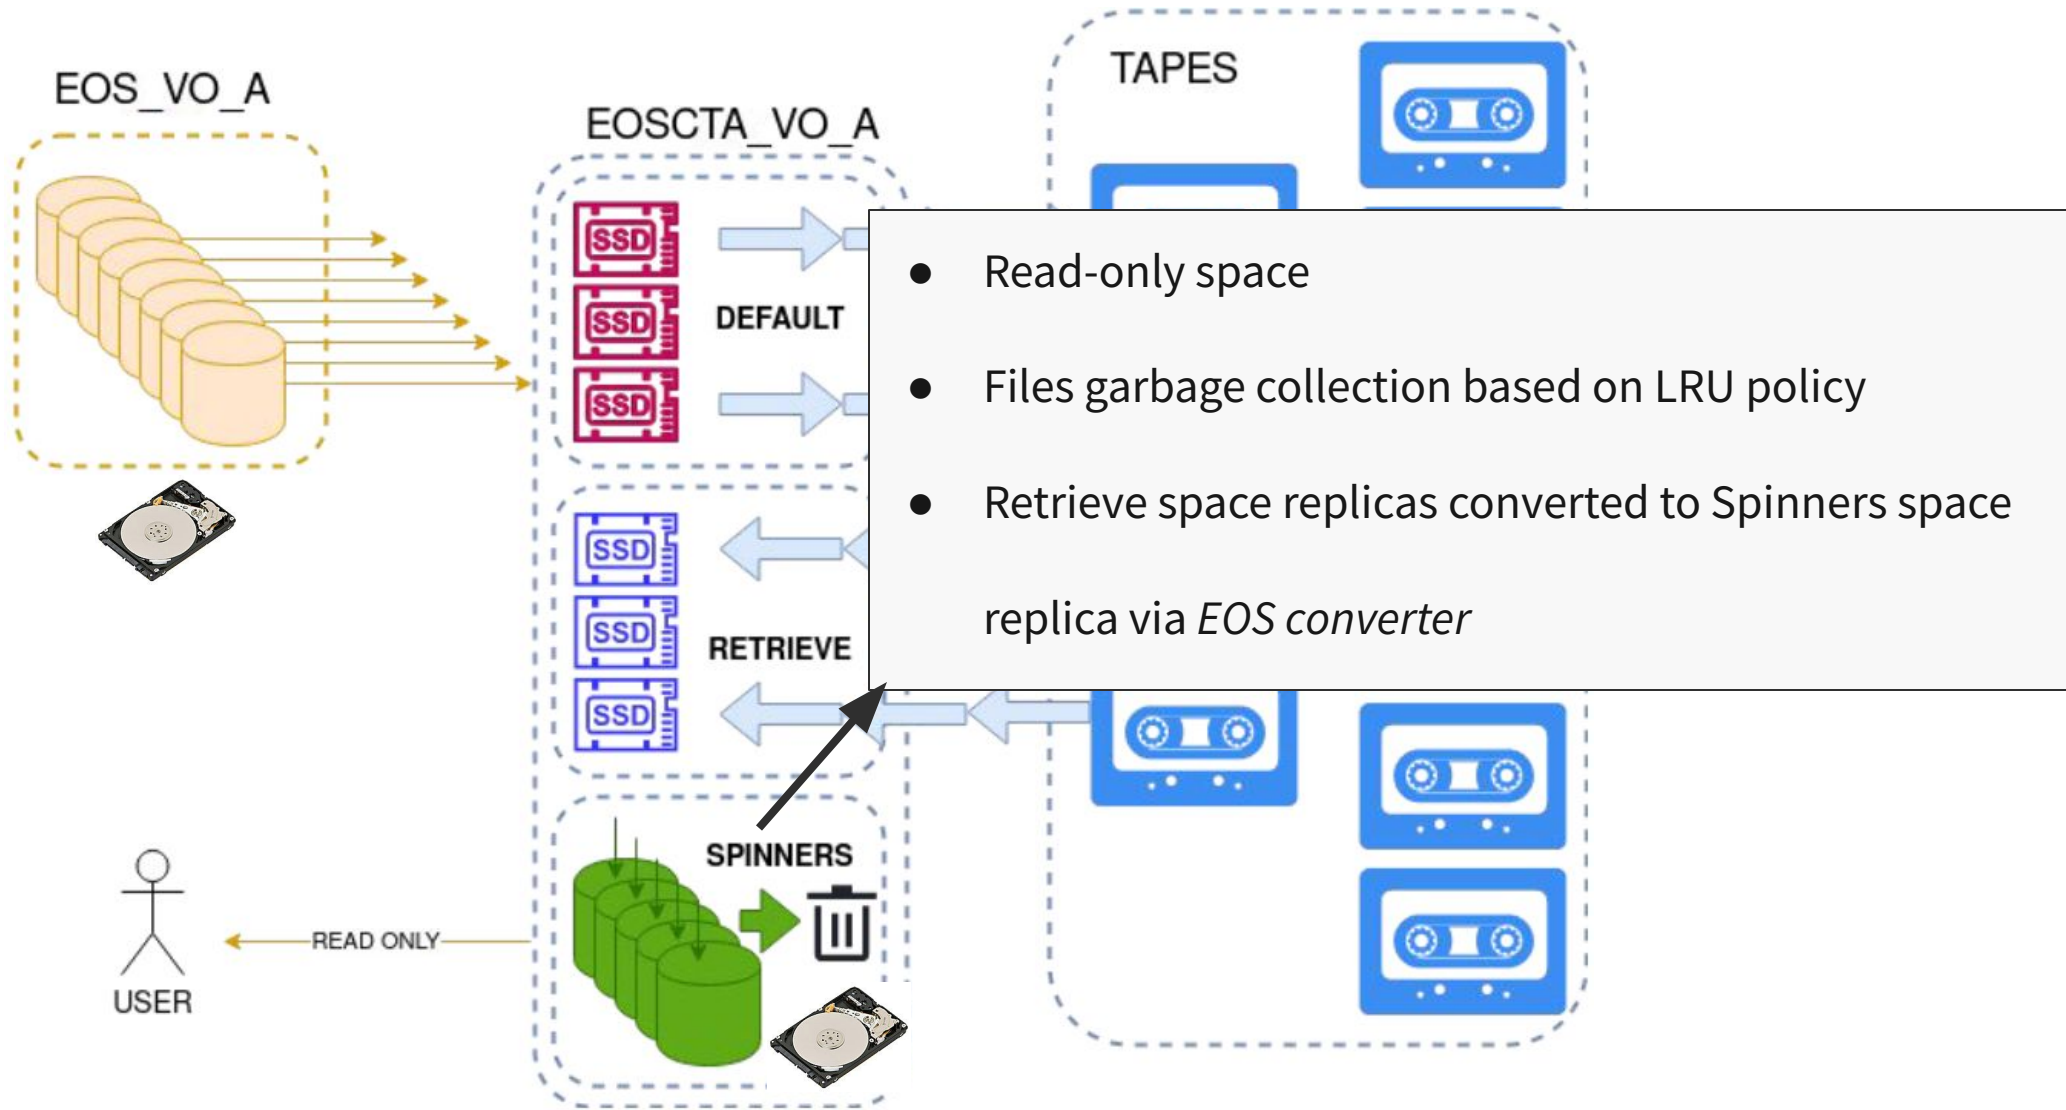 EOS_VO_A
EOSCTA_VO_A
TAPES
SSD
SSD
DEFAULT
SSD
SSD
SSD
RETRIEVE
SSD
● Read-only space
● Files garbage collection based on LRU policy
● Retrieve space replicas converted to Spinners space
replica via EOS converter
SPINNERS
READ ONLY
USER